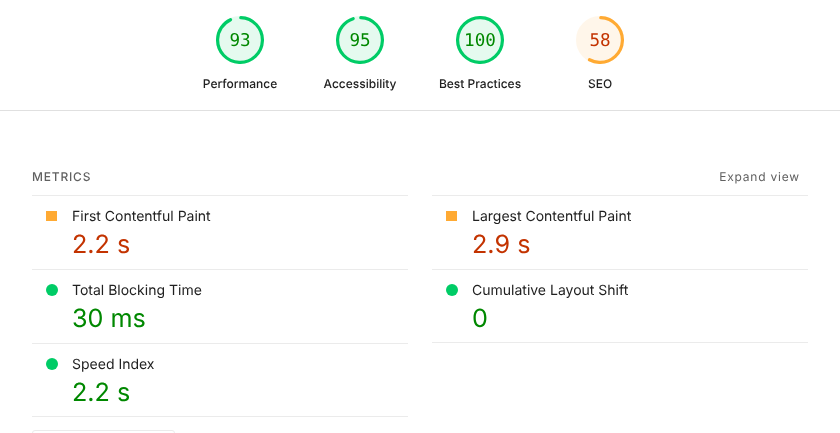 93 95 100 58
Performance Accessibility Best Practices SEO
METRICS Expand view
First Contentful Paint
2.2 s
Largest Contentful Paint
2.9 s
Total Blocking Time
30 ms
Cumulative Layout Shift
0
Speed Index
2.2 s